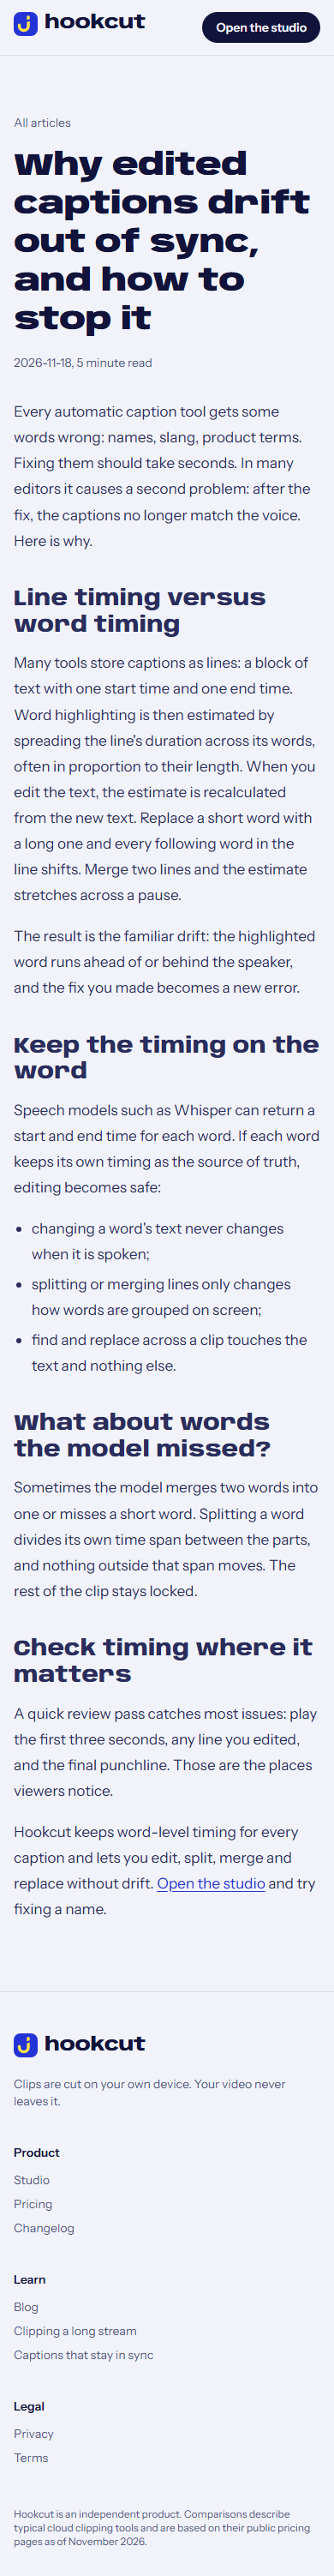 hookcut
Open the studio
All articles
Why edited
captions drift
out of sync,
and how to
stop it
2026-11-18, 5 minute read
Every automatic caption tool gets some
words wrong: names, slang, product terms.
Fixing them should take seconds. In many
editors it causes a second problem: after the
fix, the captions no longer match the voice.
Here is why.
Line timing versus
word timing
Many tools store captions as lines: a block of
text with one start time and one end time.
Word highlighting is then estimated by
spreading the line's duration across its words,
often in proportion to their length. When you
edit the text, the estimate is recalculated
from the new text. Replace a short word with
a long one and every following word in the
line shifts. Merge two lines and the estimate
stretches across a pause.
The result is the familiar drift: the highlighted
word runs ahead of or behind the speaker,
and the fix you made becomes a new error.
Keep the timing on the
word
Speech models such as Whisper can return a
start and end time for each word. If each word
keeps its own timing as the source of truth,
editing becomes safe:
• changing a word's text never changes
when it is spoken;
• splitting or merging lines only changes
how words are grouped on screen;
• find and replace across a clip touches the
text and nothing else.
What about words
the model missed?
Sometimes the model merges two words into
one or misses a short word. Splitting a word
divides its own time span between the parts,
and nothing outside that span moves. The
rest of the clip stays locked.
Check timing where it
matters
A quick review pass catches most issues: play
the first three seconds, any line you edited,
and the final punchline. Those are the places
viewers notice.
Hookcut keeps word-level timing for every
caption and lets you edit, split, merge and
replace without drift. Open the studio and try
fixing a name.
hookcut
Clips are cut on your own device. Your video never
leaves it.
Product
Studio
Pricing
Changelog
Learn
Blog
Clipping a long stream
Captions that stay in sync
Legal
Privacy
Terms
Hookcut is an independent product. Comparisons describe
typical cloud clipping tools and are based on their public pricing
pages as of November 2026.